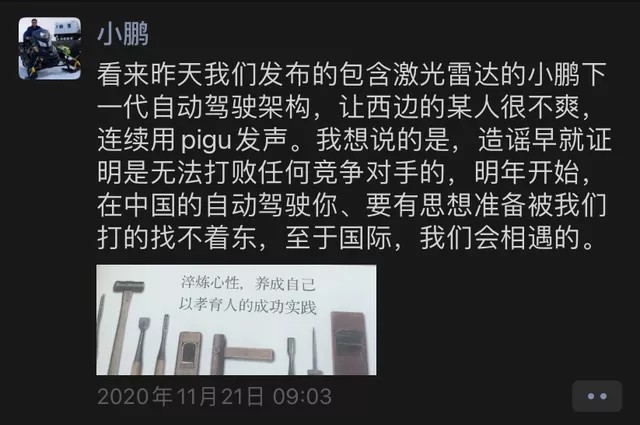 小鹏
看来昨天我们发布的包含激光雷达的小鹏下
一代自动驾驶架构，让西边的某人很不爽，
连续用pigu发声。我想说的是，造谣早就证
明是无法打败任何竞争对手的，明年开始，
在中国的自动驾驶你、要有思想准备被我们
打的找不着东，至于国际，我们会相遇的。
淬炼心性，养成自己
以孝育人的成功实践
2020年11月21日 09:03